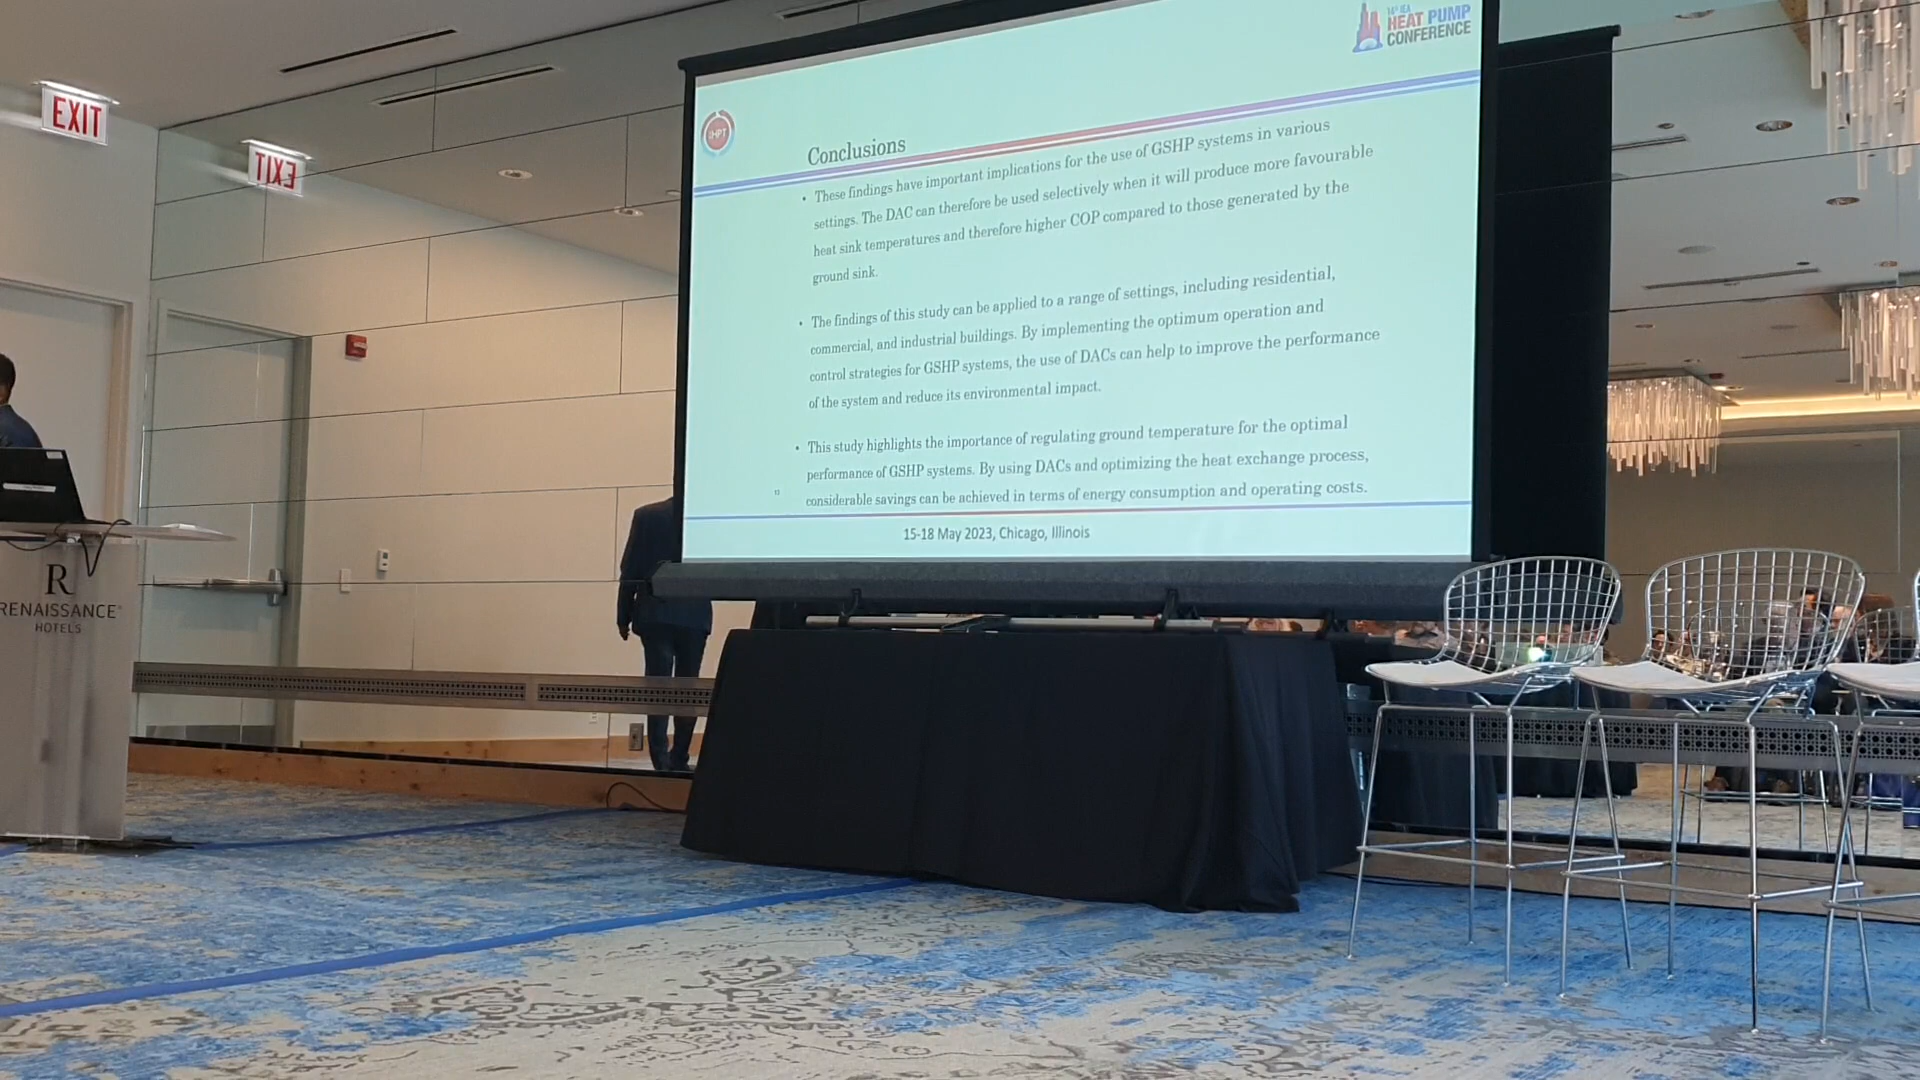 EXIT
EXIT
14th IEA
HEAT PUMP
CONFERENCE
HPT
Conclusions
• These findings have important implications for the use of GSHP systems in various
settings. The DAC can therefore be used selectively when it will produce more favourable
heat sink temperatures and therefore higher COP compared to those generated by the
ground sink.
• The findings of this study can be applied to a range of settings, including residential,
commercial, and industrial buildings. By implementing the optimum operation and
control strategies for GSHP systems, the use of DACs can help to improve the performance
of the system and reduce its environmental impact.
• This study highlights the importance of regulating ground temperature for the optimal
performance of GSHP systems. By using DACs and optimizing the heat exchange process,
considerable savings can be achieved in terms of energy consumption and operating costs.
15-18 May 2023, Chicago, Illinois
R
RENAISSANCE
HOTELS